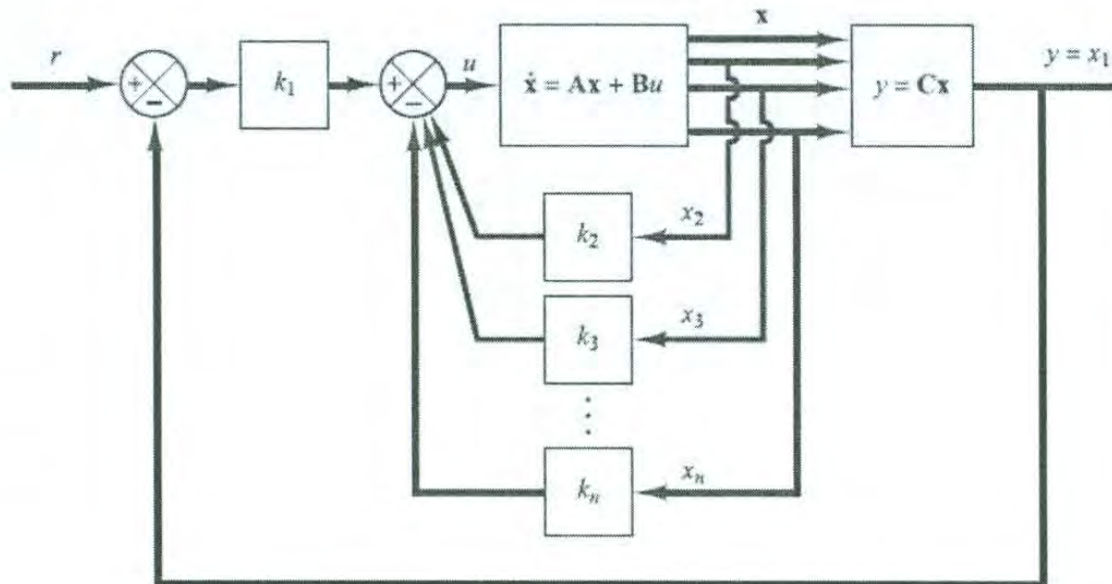 r
+
−
k₁
+
−
u
ẋ = Ax + Bu
x
y = Cx
y = x₁
k₂
x₂
k₃
x₃
⋮
kₙ
xₙ